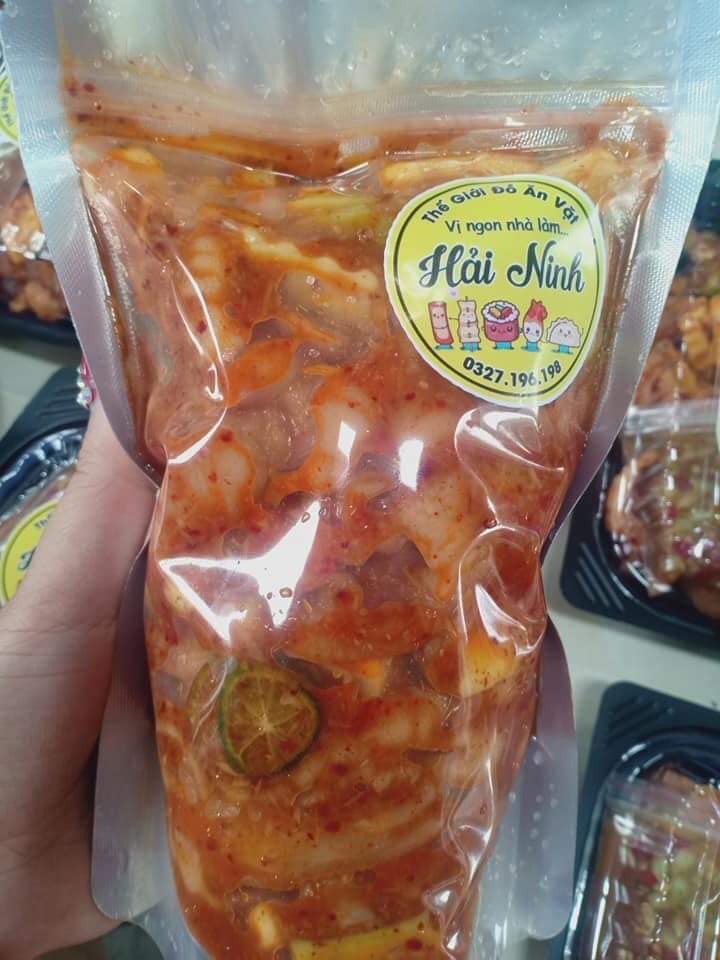 Thế Giới Đồ Ăn Vặt
Vị ngon nhà làm...
Hải Ninh
0327.196.198